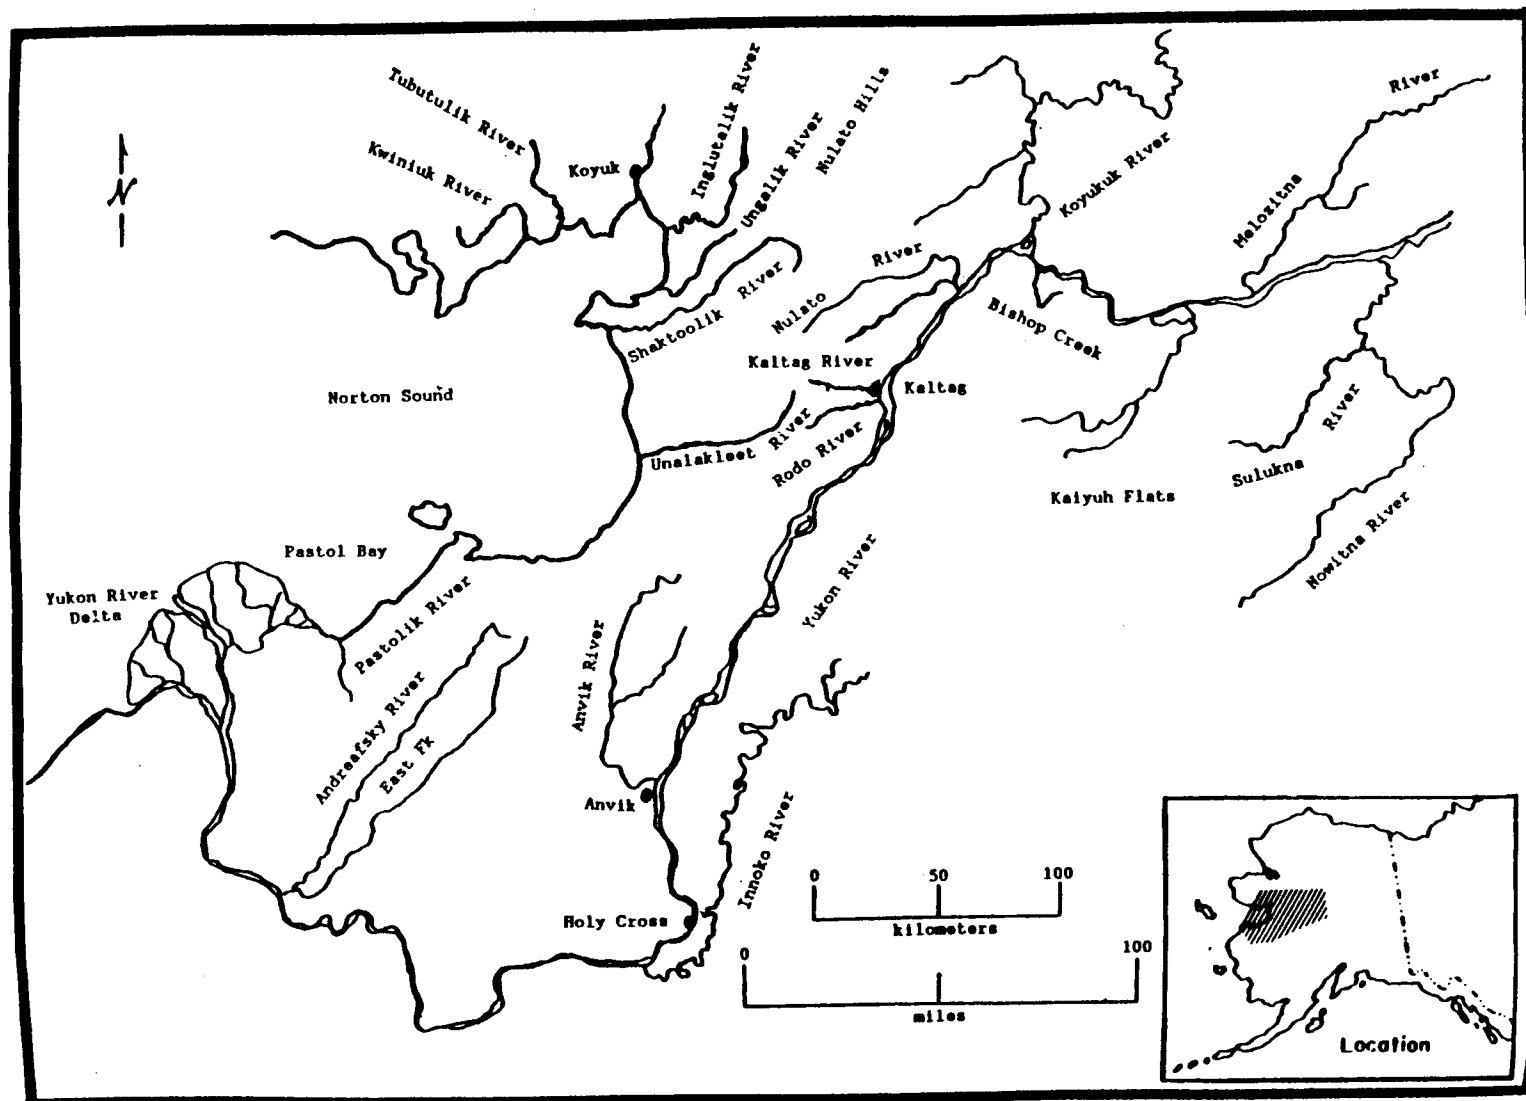 Tubutulik River
Kwiniuk River
Koyuk
Inglutalik River
Ungalik River
Nulato Hills
Koyukuk River
Melozitna
River
N
Nulato
River
Shaktoolik River
Bishop Creek
Kaltag River
Kaltag
Norton Sound
Unalakleet River
Rodo River
Kaiyuh Flats
Sulukna
River
Nowitna River
Pastol Bay
Yukon River
Delta
Pastolik River
Yukon River
Anvik River
Andreafsky River
East Fk
Anvik
Innoko River
Holy Cross
0 50 100
kilometers
0 100
miles
Location